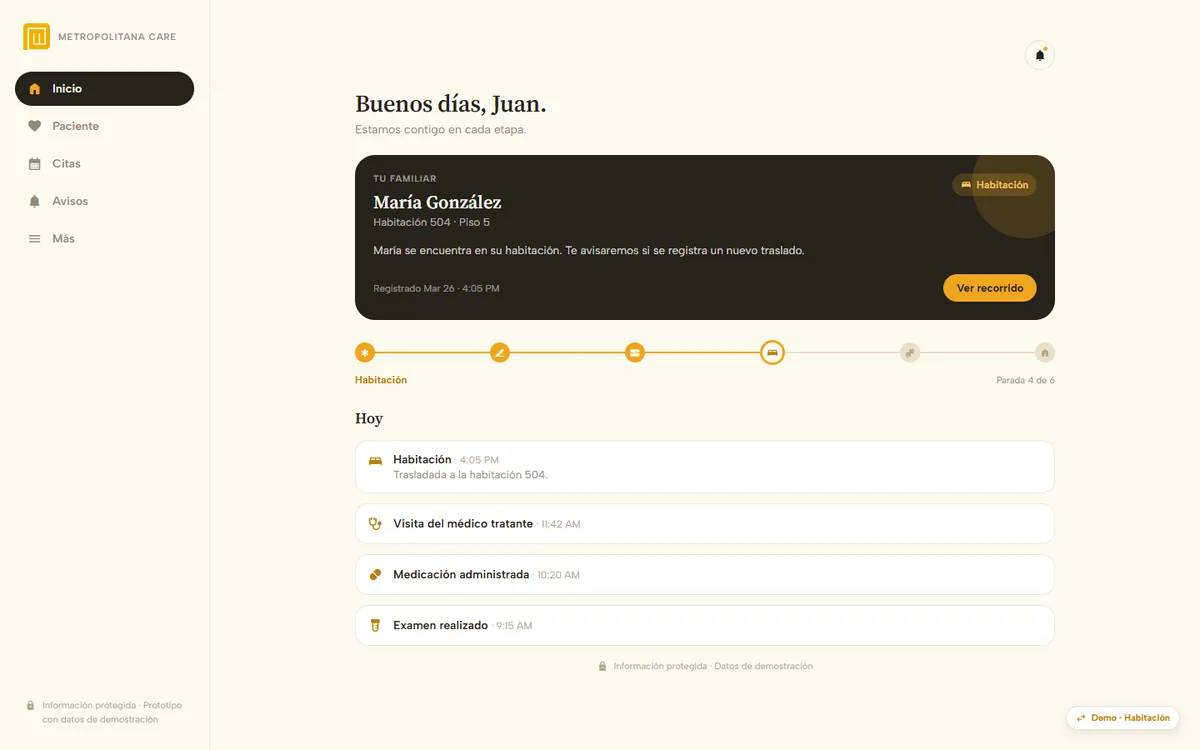 METROPOLITANA CARE
Inicio
Paciente
Citas
Avisos
Más
Información protegida · Prototipo
con datos de demostración
Buenos días, Juan.
Estamos contigo en cada etapa.
TU FAMILIAR
Habitación
María González
Habitación 504 · Piso 5
María se encuentra en su habitación. Te avisaremos si se registra un nuevo traslado.
Registrado Mar 26 · 4:05 PM
Ver recorrido
Habitación
Parada 4 de 6
Hoy
Habitación · 4:05 PM
Trasladada a la habitación 504.
Visita del médico tratante · 11:42 AM
Medicación administrada · 10:20 AM
Examen realizado · 9:15 AM
Información protegida · Datos de demostración
Demo · Habitación